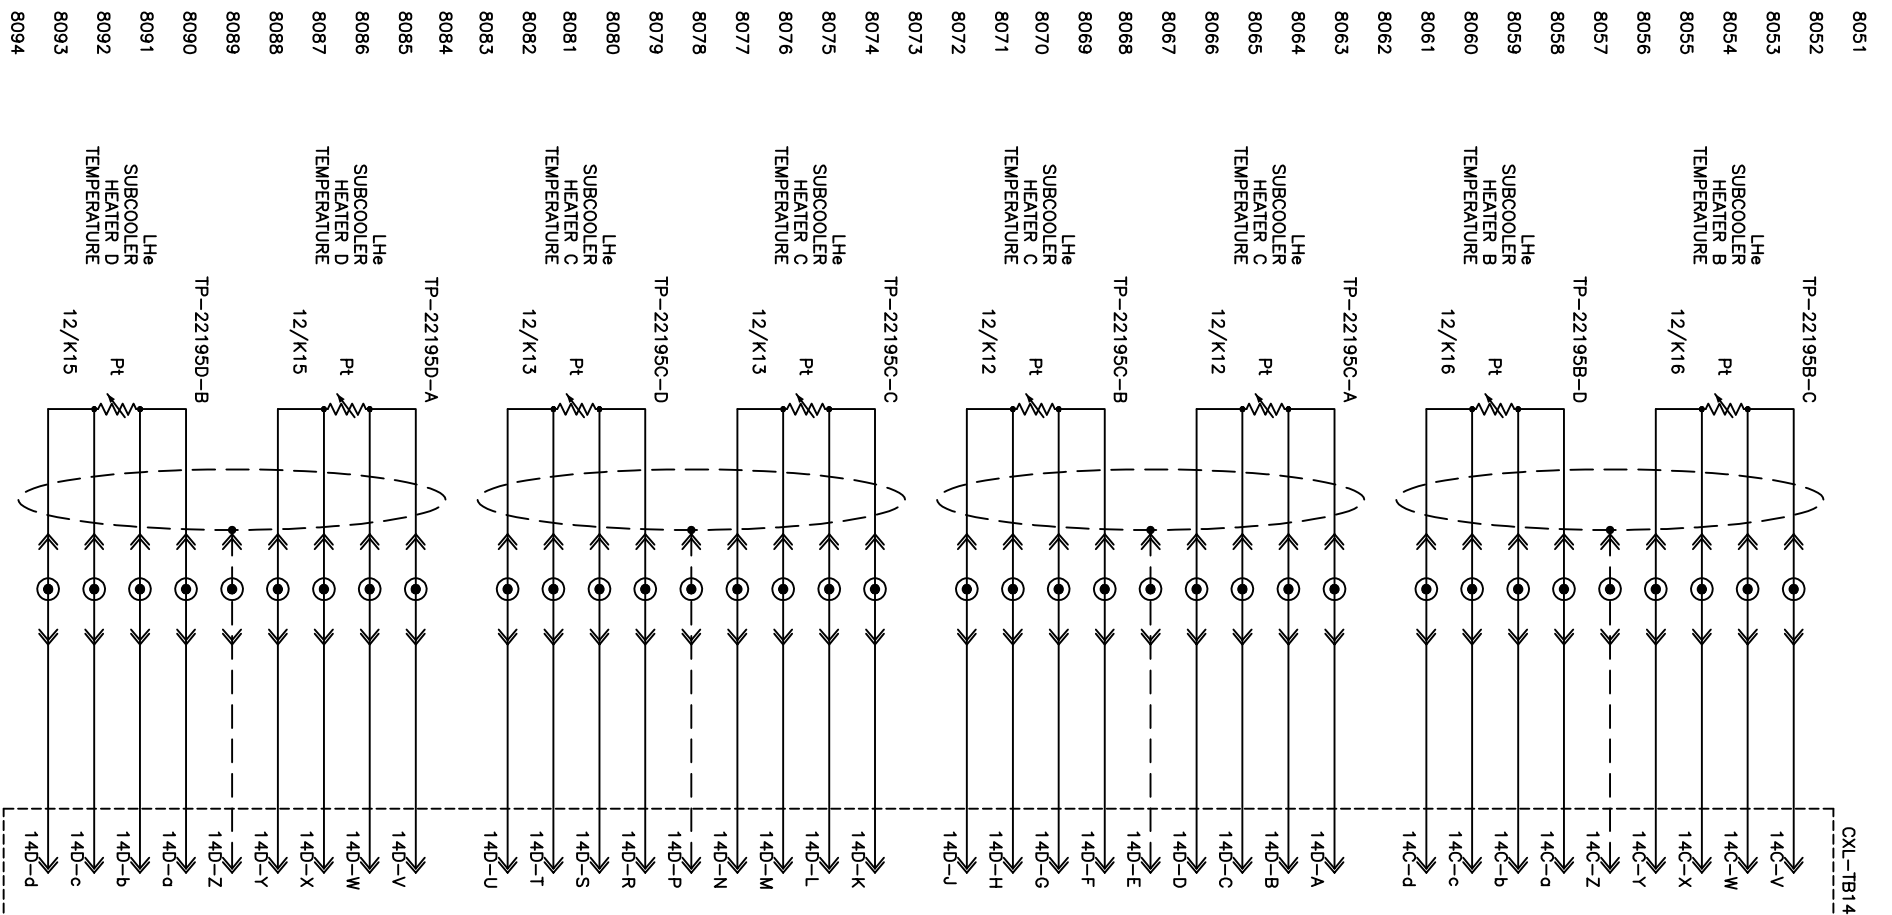 8051
8052
8053
8054
8055
8056
8057
8058
8059
8060
8061
8062
8063
8064
8065
8066
8067
8068
8069
8070
8071
8072
8073
8074
8075
8076
8077
8078
8079
8080
8081
8082
8083
8084
8085
8086
8087
8088
8089
8090
8091
8092
8093
8094
LHe
SUBCOOLER
HEATER B
TEMPERATURE
TP-22195B-C
Pt
12/K16
LHe
SUBCOOLER
HEATER B
TEMPERATURE
TP-22195B-D
Pt
12/K16
LHe
SUBCOOLER
HEATER C
TEMPERATURE
TP-22195C-A
Pt
12/K12
LHe
SUBCOOLER
HEATER C
TEMPERATURE
TP-22195C-B
Pt
12/K12
LHe
SUBCOOLER
HEATER C
TEMPERATURE
TP-22195C-C
Pt
12/K13
LHe
SUBCOOLER
HEATER C
TEMPERATURE
TP-22195C-D
Pt
12/K13
LHe
SUBCOOLER
HEATER D
TEMPERATURE
TP-22195D-A
Pt
12/K15
LHe
SUBCOOLER
HEATER D
TEMPERATURE
TP-22195D-B
Pt
12/K15
CXL-TB14
14C-V
14C-W
14C-X
14C-Y
14C-Z
14C-a
14C-b
14C-c
14C-d
14D-A
14D-B
14D-C
14D-D
14D-E
14D-F
14D-G
14D-H
14D-J
14D-K
14D-L
14D-M
14D-N
14D-P
14D-R
14D-S
14D-T
14D-U
14D-V
14D-W
14D-X
14D-Y
14D-Z
14D-a
14D-b
14D-c
14D-d